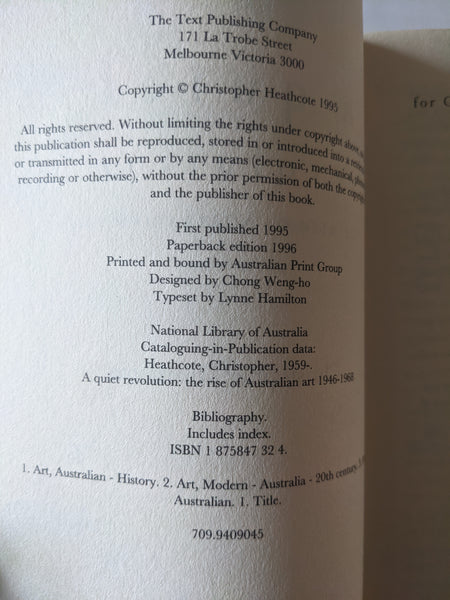 The Text Publishing Company
171 La Trobe Street
Melbourne Victoria 3000
Copyright © Christopher Heathcote 1995
All rights reserved. Without limiting the rights under copyright above,
this publication shall be reproduced, stored in or introduced into a
or transmitted in any form or by any means (electronic, mechanical,
recording or otherwise), without the prior permission of both the
and the publisher of this book.
First published 1995
Paperback edition 1996
Printed and bound by Australian Print Group
Designed by Chong Weng-ho
Typeset by Lynne Hamilton
National Library of Australia
Cataloguing-in-Publication data:
Heathcote, Christopher, 1959-.
A quiet revolution: the rise of Australian art 1946-1968
Bibliography.
Includes index.
ISBN 1 875847 32 4.
1. Art, Australian - History. 2. Art, Modern - Australia - 20th century.
Australian. 1. Title.
709.9409045
for